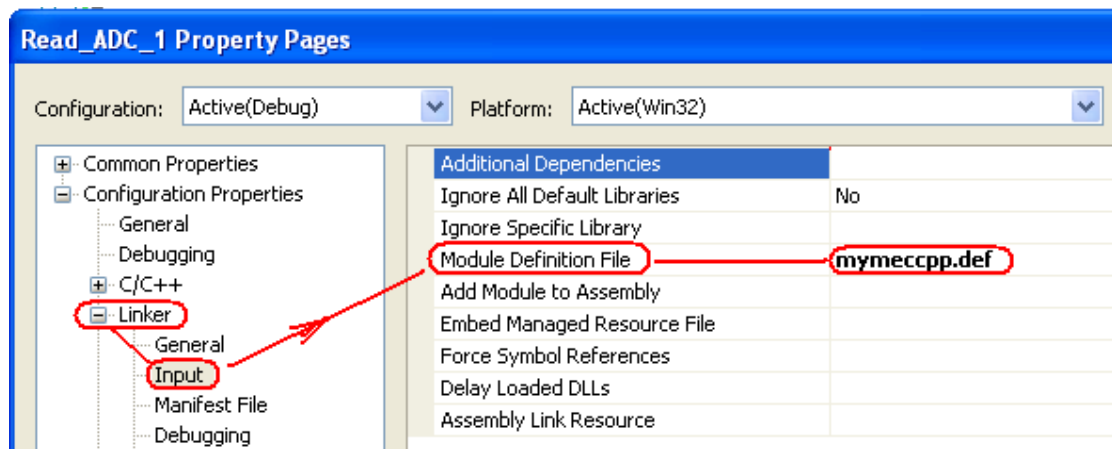 Read_ADC_1 Property Pages
Configuration: Active(Debug) Platform: Active(Win32)
Common Properties
Configuration Properties
General
Debugging
C/C++
Linker
General
Input
Manifest File
Debugging
Additional Dependencies
Ignore All Default Libraries No
Ignore Specific Library
Module Definition File mymeccpp.def
Add Module to Assembly
Embed Managed Resource File
Force Symbol References
Delay Loaded DLLs
Assembly Link Resource